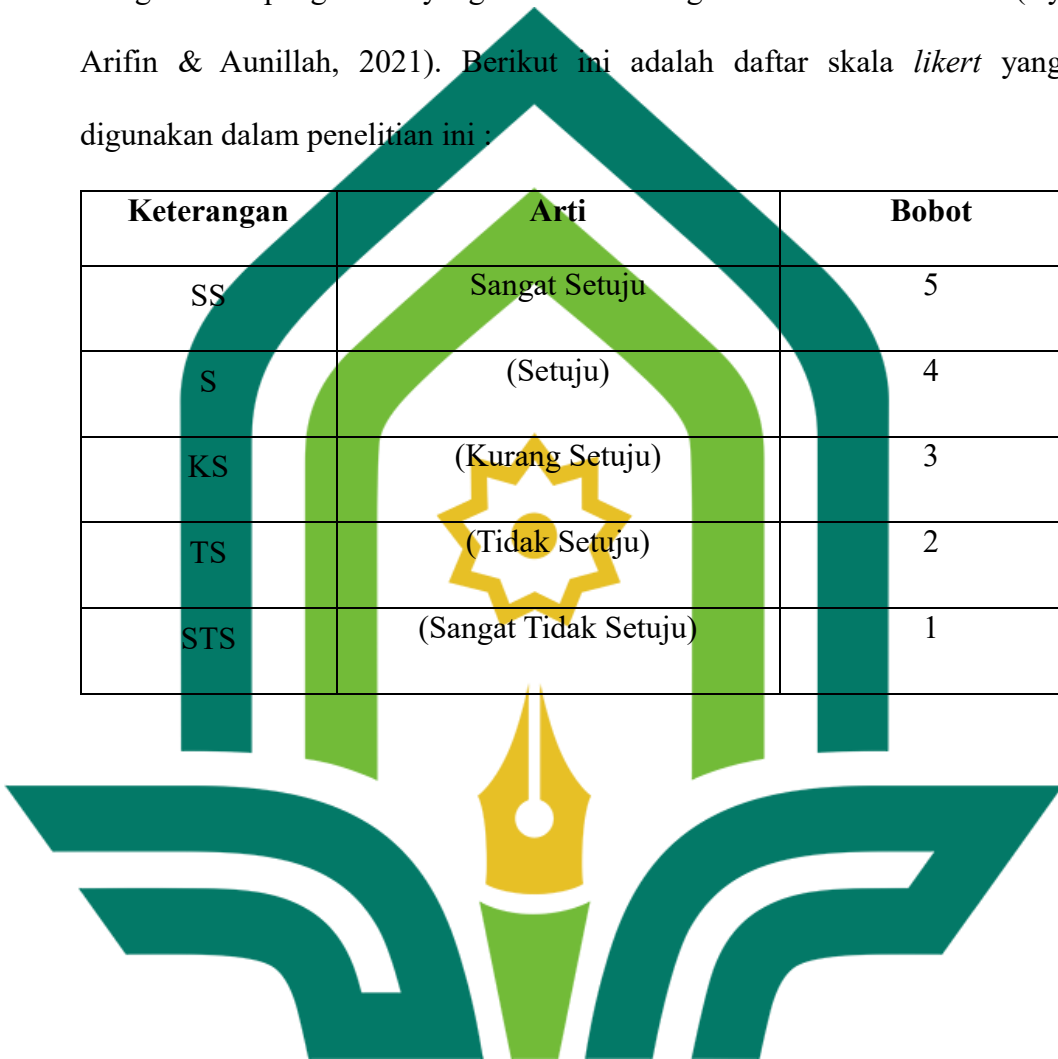 Arifin & Aunillah, 2021). Berikut ini adalah daftar skala likert yang
digunakan dalam penelitian ini :
Keterangan Arti Bobot
SS Sangat Setuju 5
S (Setuju) 4
KS (Kurang Setuju) 3
TS (Tidak Setuju) 2
STS (Sangat Tidak Setuju) 1